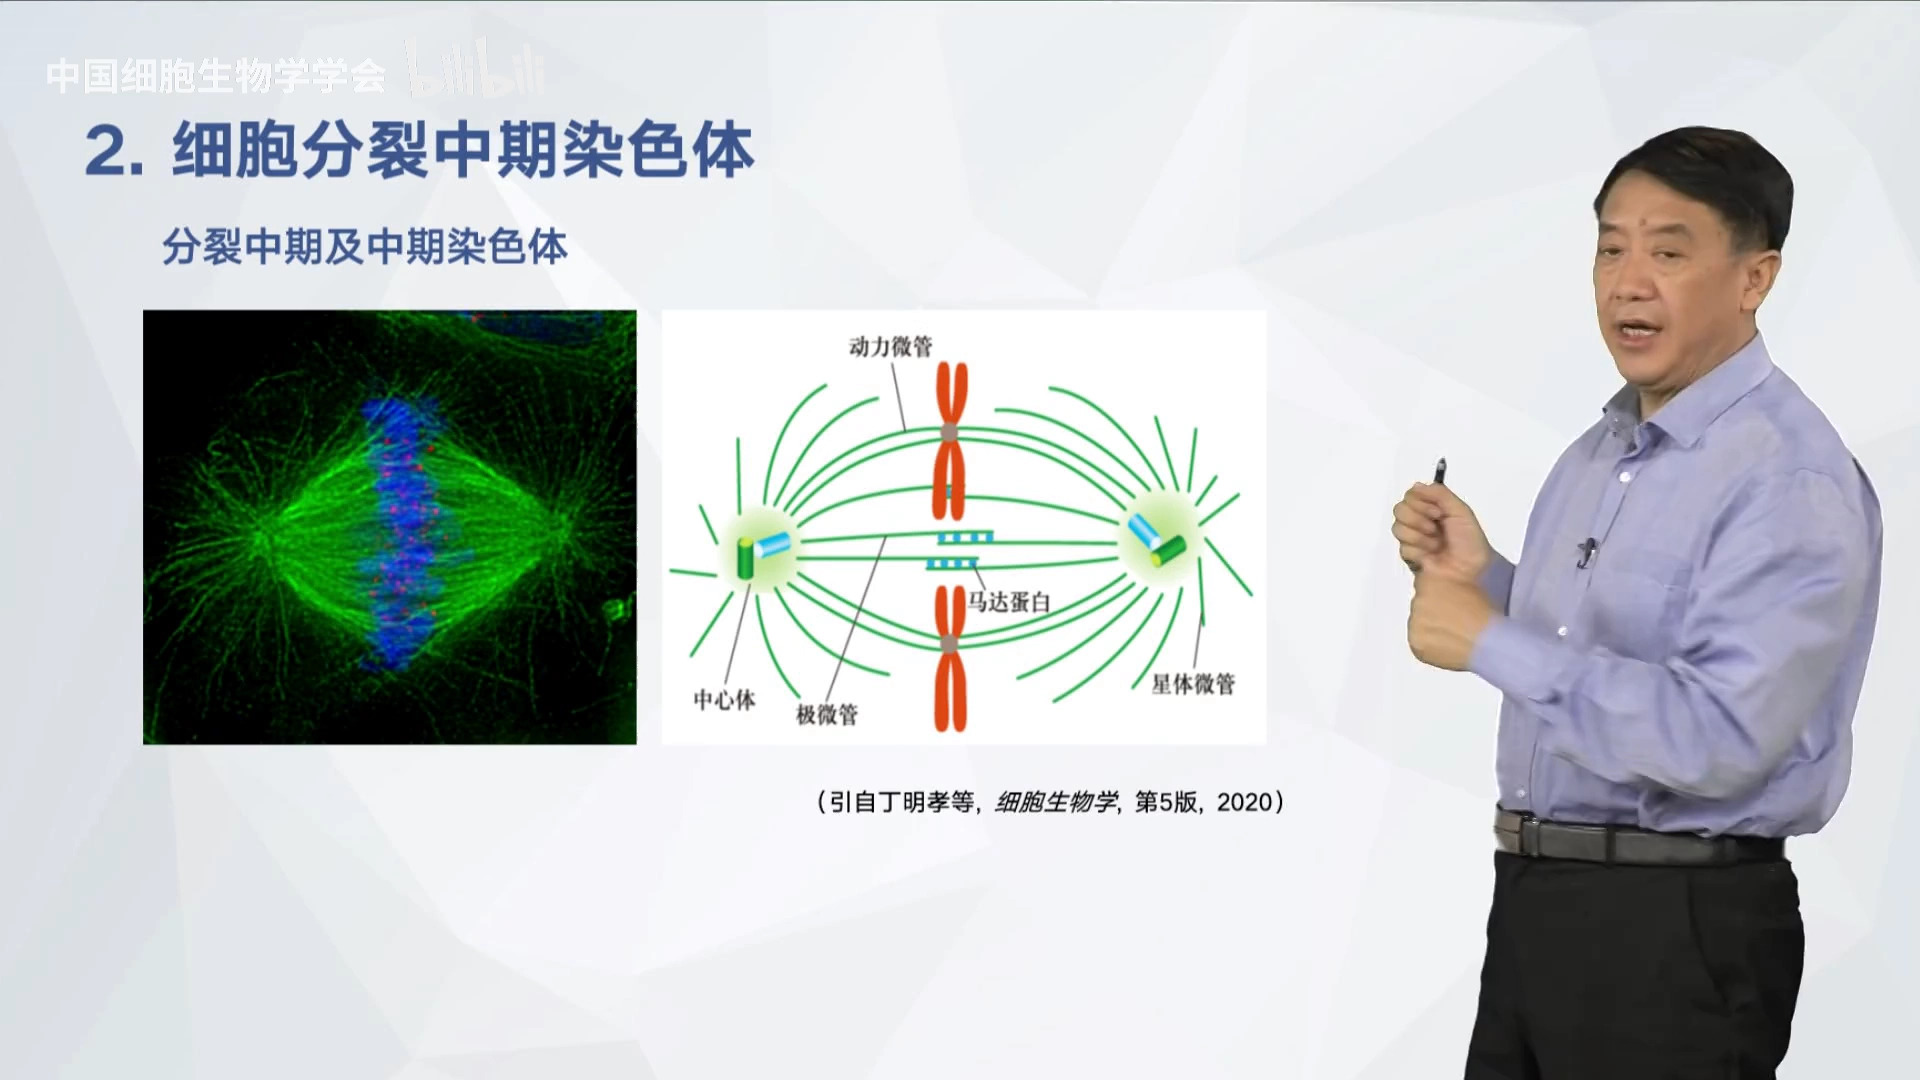 中国细胞生物学学会 bilibili
2. 细胞分裂中期染色体
分裂中期及中期染色体
动力微管
马达蛋白
中心体
极微管
星体微管
（引自丁明孝等, 细胞生物学, 第5版, 2020）